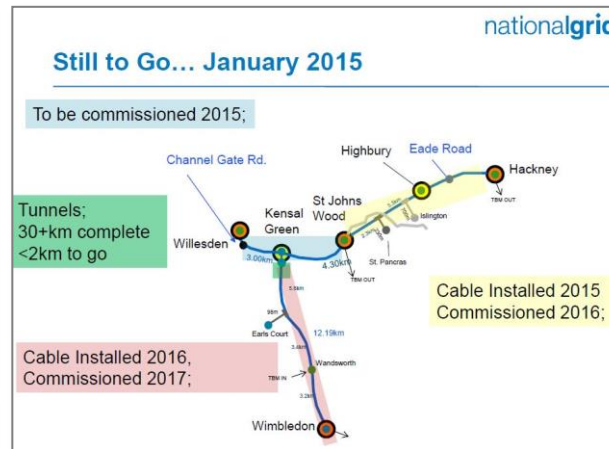 nationalgrid
Still to Go… January 2015
To be commissioned 2015;
Channel Gate Rd.
Highbury
Eade Road
Hackney
TBM OUT
Tunnels;
30+km complete
<2km to go
Kensal
Green
St Johns
Wood
Islington
St. Pancras
Willesden
3.00km
4.30km
TBM OUT
5.6km
Cable Installed 2015
Commissioned 2016;
12.19km
Earls Court
Cable Installed 2016,
Commissioned 2017;
Wandsworth
TBM IN
Wimbledon